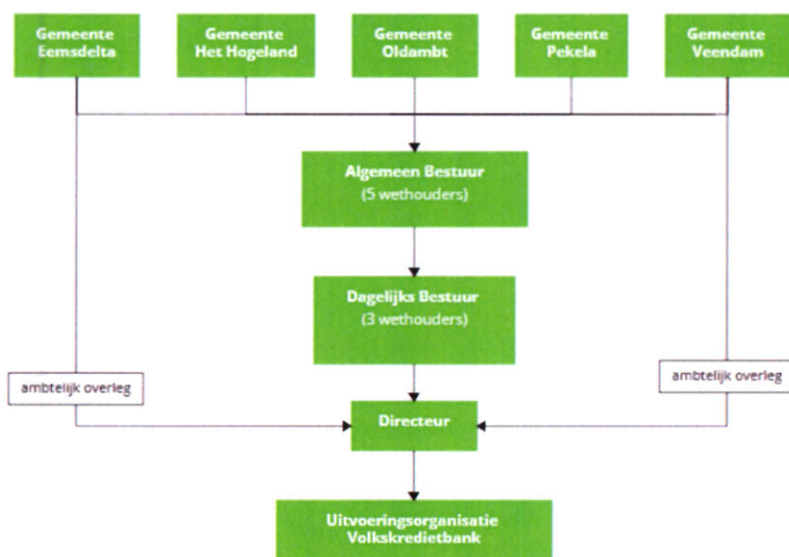 Gemeente
Eemsdelta
Gemeente
Het Hogeland
Gemeente
Oldambt
Gemeente
Pekela
Gemeente
Veendam
Algemeen Bestuur
(5 wethouders)
Dagelijks Bestuur
(3 wethouders)
ambtelijk overleg
ambtelijk overleg
Directeur
Uitvoeringsorganisatie
Volkskredietbank